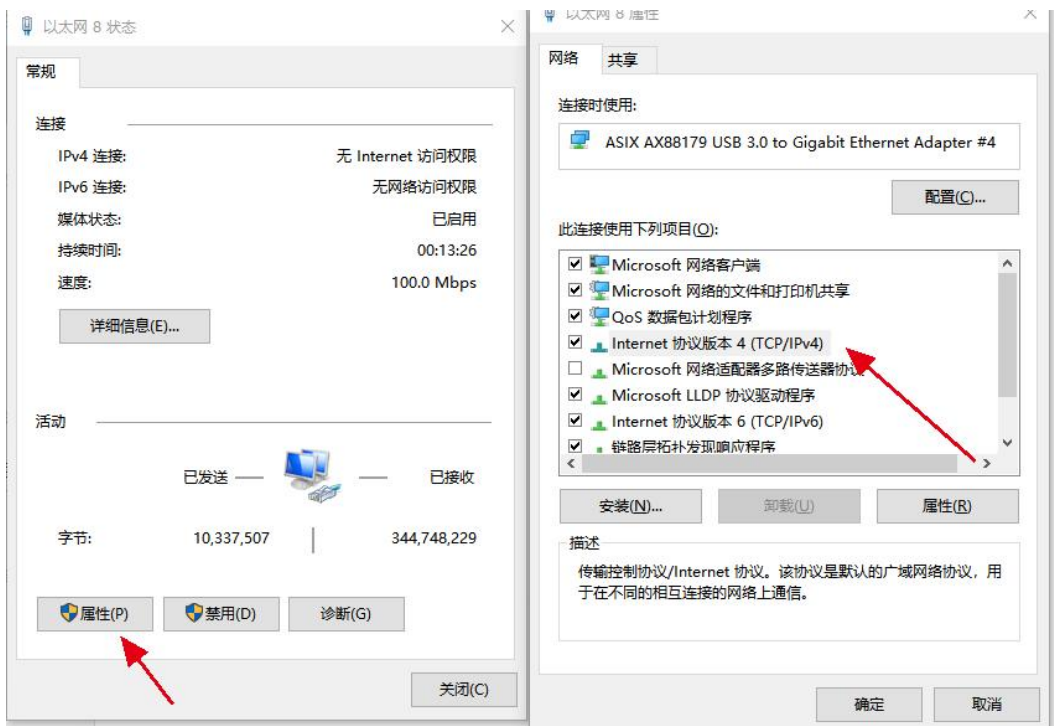 以太网 8 状态
常规
连接
IPv4 连接: 无 Internet 访问权限
IPv6 连接: 无网络访问权限
媒体状态: 已启用
持续时间: 00:13:26
速度: 100.0 Mbps
详细信息(E)...
活动
已发送 — — 已接收
字节: 10,337,507 344,748,229
属性(P) 禁用(D) 诊断(G)
关闭(C)
以太网 8 属性
网络 共享
连接时使用:
ASIX AX88179 USB 3.0 to Gigabit Ethernet Adapter #4
配置(C)...
此连接使用下列项目(O):
Microsoft 网络客户端
Microsoft 网络的文件和打印机共享
QoS 数据包计划程序
Internet 协议版本 4 (TCP/IPv4)
Microsoft 网络适配器多路传送器协议
Microsoft LLDP 协议驱动程序
Internet 协议版本 6 (TCP/IPv6)
链路层拓扑发现响应程序
安装(N)... 卸载(U) 属性(R)
描述
传输控制协议/Internet 协议。该协议是默认的广域网络协议，用
于在不同的相互连接的网络上通信。
确定 取消